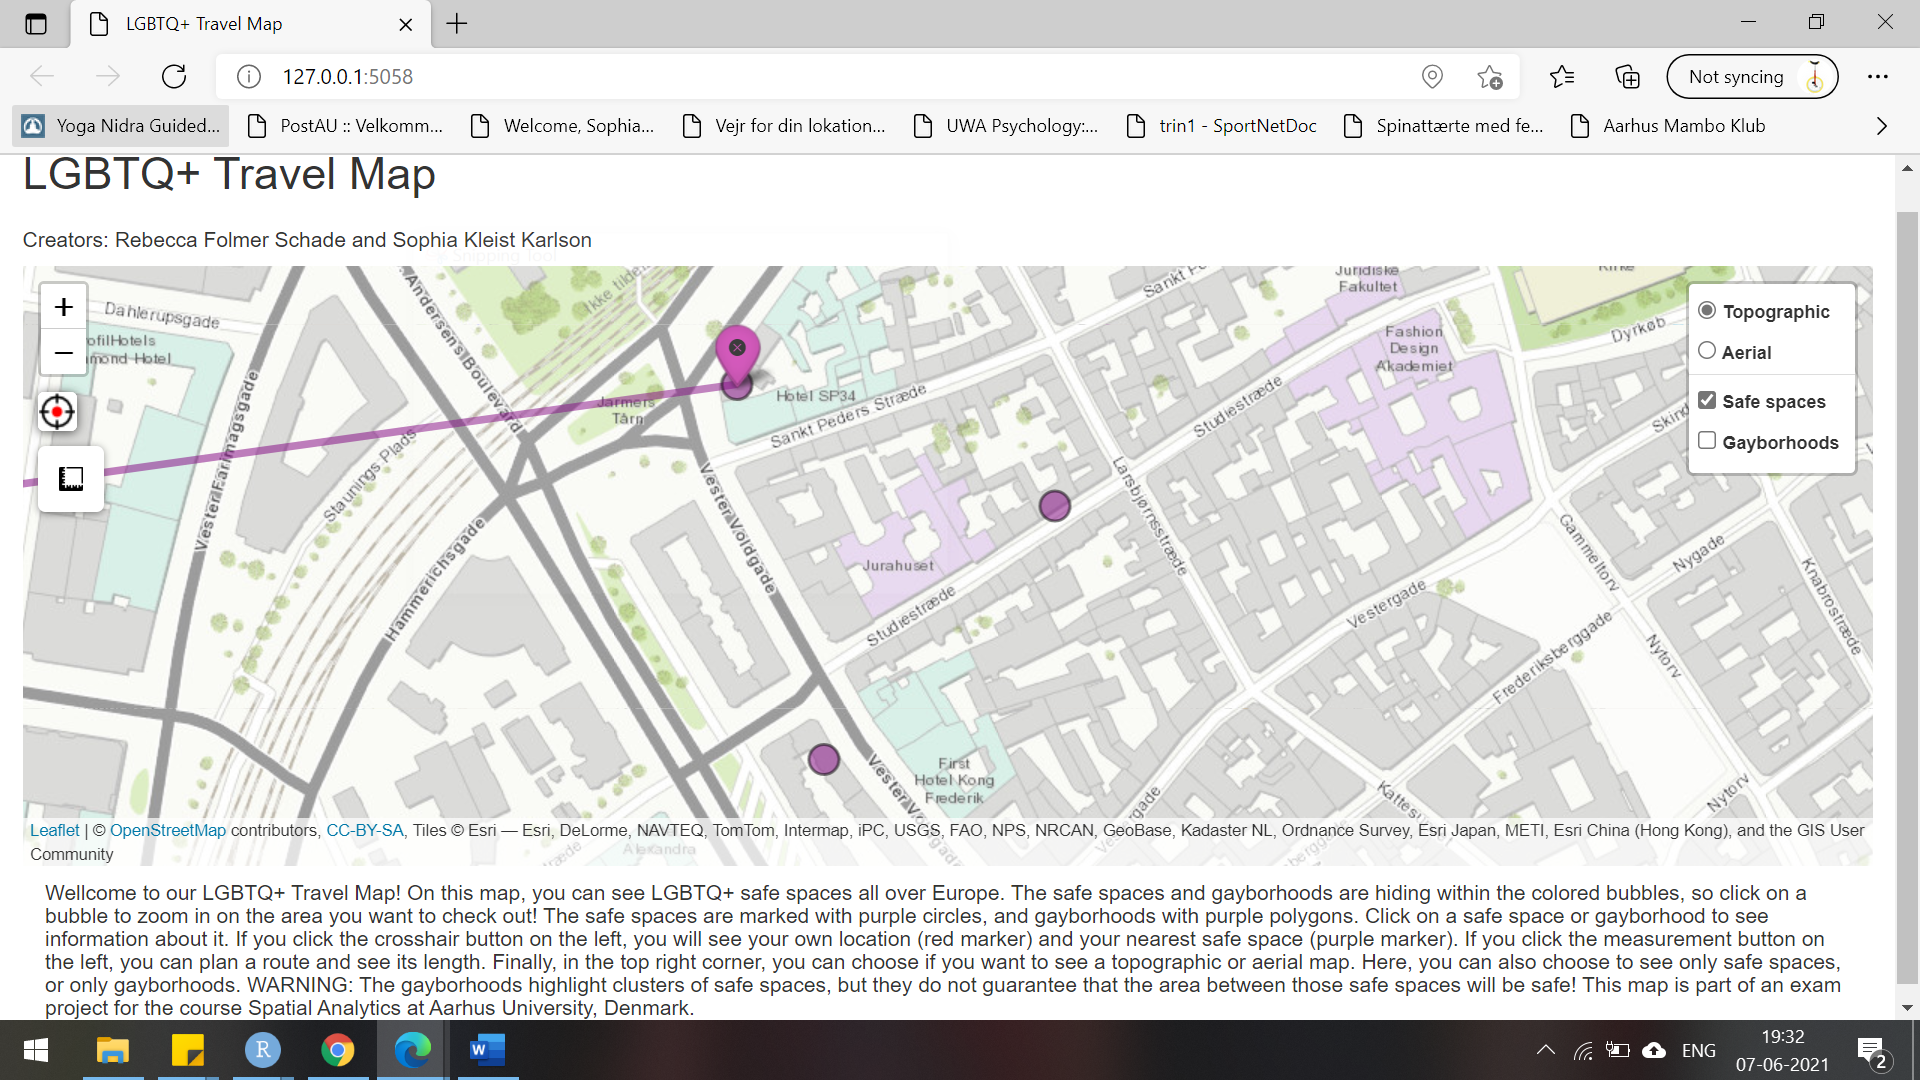 LGBTQ+ Travel Map
127.0.0.1:5058
Not syncing
Yoga Nidra Guided...
PostAU :: Velkomm...
Welcome, Sophia...
Vejr for din lokation...
UWA Psychology:...
trin1 - SportNetDoc
Spinattærte med fe...
Aarhus Mambo Klub
LGBTQ+ Travel Map
Creators: Rebecca Folmer Schade and Sophia Kleist Karlson
+
−
Dahlerupsgade
ofilHotels
mond Hotel
Andersens Boulevard
Ikke tilde
Jarmers
Tårn
Hotel SP34
Sankt Peders Stræde
Sankt Pe
Juridiske
Fakultet
Kirke
Fashion
Design
Akademiet
Dyrkøb
Skind
Topographic
Aerial
Safe spaces
Gayborhoods
Vester Farimagsgade
Staunings Plads
Hammerichsgade
Vester Voldgade
Studiestræde
Larsbjørnsstræde
Jurahuset
Studiestræde
Gammeltorv
Nygade
Knabrostræde
Vestergade
Frederiksberggade
Nytorv
First
Hotel Kong
Frederik
Vester Vo
gade
Vestergade
Kattesu
Nytorv
Alexandra
Leaflet | © OpenStreetMap contributors, CC-BY-SA, Tiles © Esri — Esri, DeLorme, NAVTEQ, TomTom, Intermap, iPC, USGS, FAO, NPS, NRCAN, GeoBase, Kadaster NL, Ordnance Survey, Esri Japan, METI, Esri China (Hong Kong), and the GIS User
Community
Wellcome to our LGBTQ+ Travel Map! On this map, you can see LGBTQ+ safe spaces all over Europe. The safe spaces and gayborhoods are hiding within the colored bubbles, so click on a
bubble to zoom in on the area you want to check out! The safe spaces are marked with purple circles, and gayborhoods with purple polygons. Click on a safe space or gayborhood to see
information about it. If you click the crosshair button on the left, you will see your own location (red marker) and your nearest safe space (purple marker). If you click the measurement button on
the left, you can plan a route and see its length. Finally, in the top right corner, you can choose if you want to see a topographic or aerial map. Here, you can also choose to see only safe spaces,
or only gayborhoods. WARNING: The gayborhoods highlight clusters of safe spaces, but they do not guarantee that the area between those safe spaces will be safe! This map is part of an exam
project for the course Spatial Analytics at Aarhus University, Denmark.
R
W
ENG
19:32
07-06-2021
2